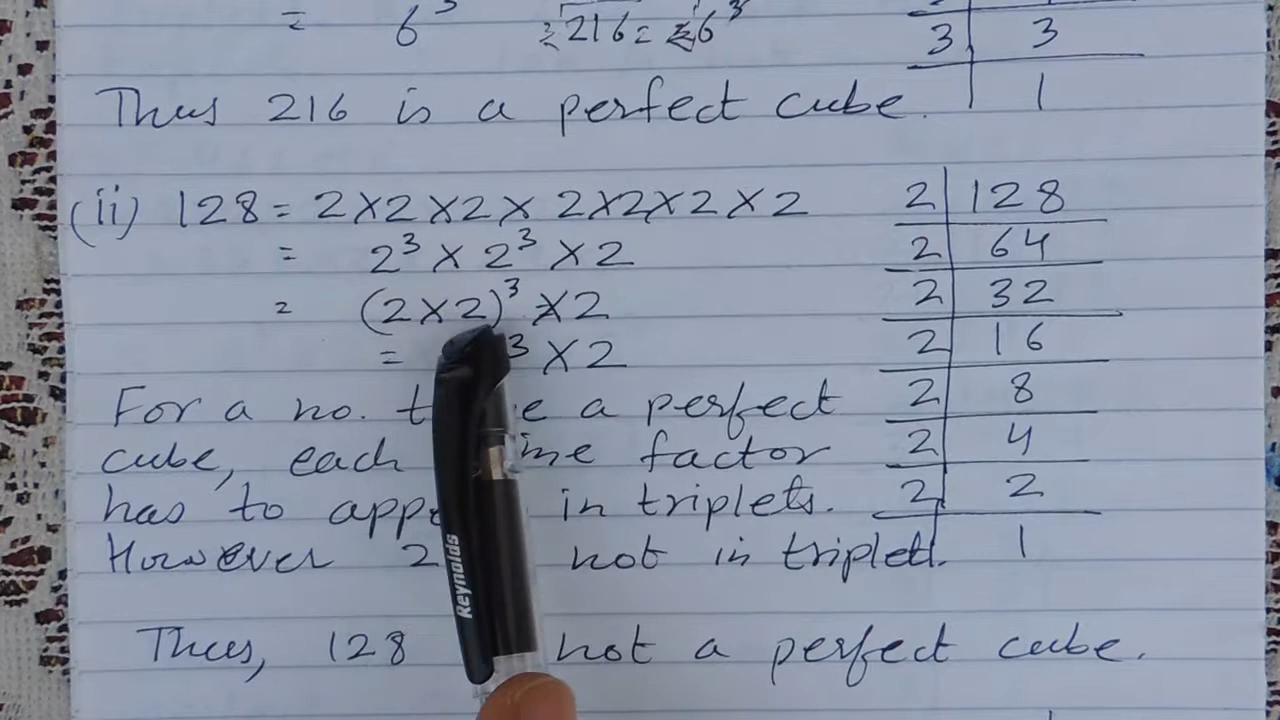 = 6³ 216 = 6³
3 | 3
1
Thus 216 is a perfect cube.
(ii) 128 = 2×2×2× 2×2×2×2
= 2³ × 2³ × 2
= (2×2)³ ×2
= ³ ×2
For a no. a perfect
cube, each factor
has to in triplets.
However 2 not in triplet.
Thus, 128 not a perfect cube.
2 | 128
2 | 64
2 | 32
2 | 16
2 | 8
2 | 4
2 | 2
1
Reynolds